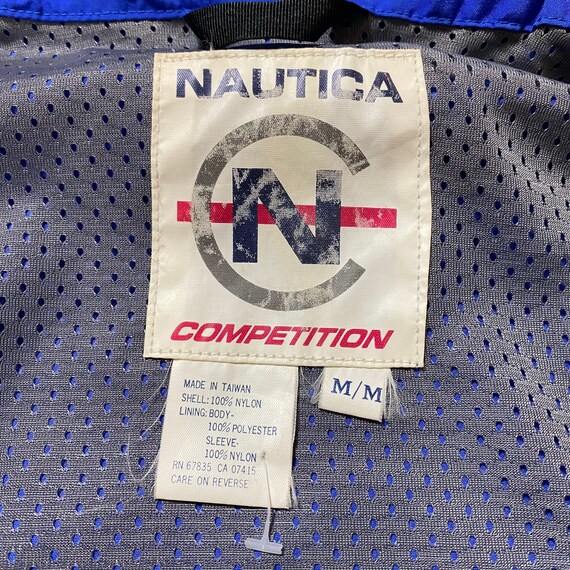 NAUTICA
C
N
COMPETITION
M/M
MADE IN TAIWAN
SHELL: 100% NYLON
LINING: BODY-
100% POLYESTER
SLEEVE-
100% NYLON
RN 67835 CA 07415
CARE ON REVERSE